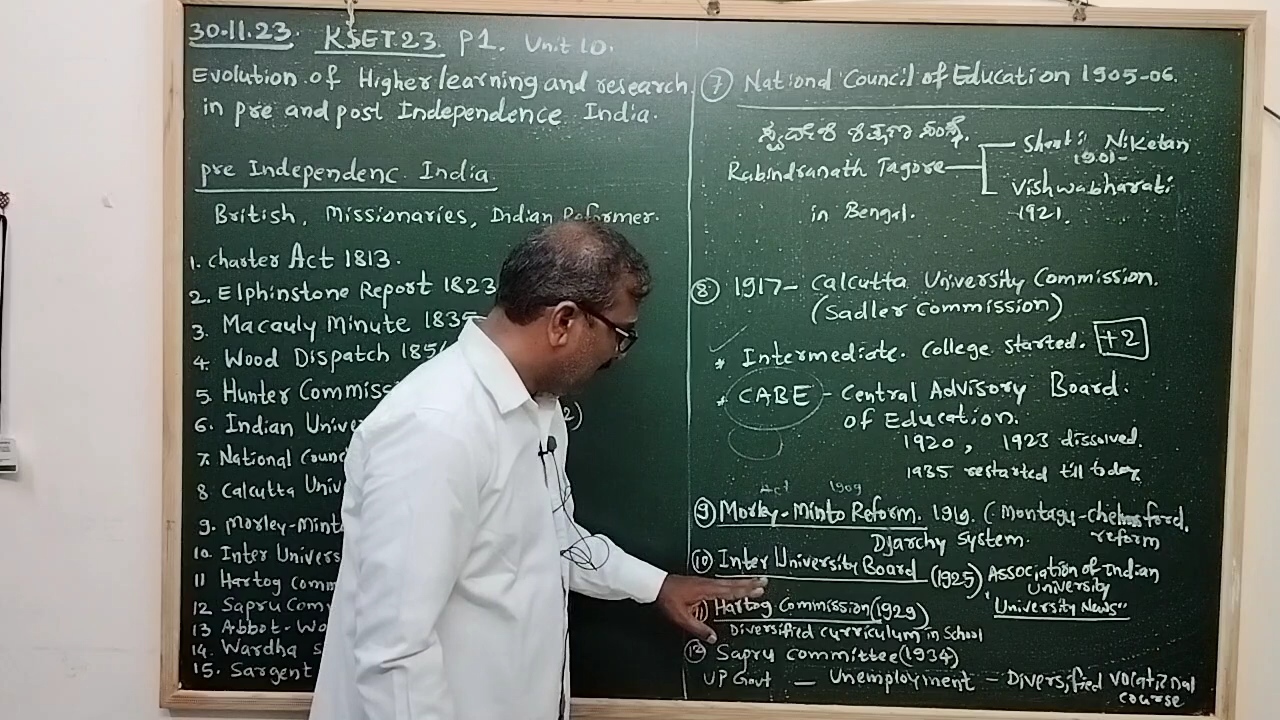 30.11.23. KSET.23. P1. Unit 10.
Evolution of Higher learning and research
in pre and post Independence India.
pre Independenc India
British, Missionaries, Indian Reformer.
1. charter Act 1813.
2. Elphinstone Report 1823
3. Macauly Minute 1835
4. Wood Dispatch 185
5. Hunter Commiss
6. Indian Unive 2)
7. National Counc
8 Calcutta Univ
9. Morley-Mint
10. Inter Univers
11 Hartog comm
12 Sapru Com
13 Abbot-Wo
14. Wardha S
15. Sargent
7 National Council of Education 1905-06.
ಸ್ವದೇಶಿ ಶಿಕ್ಷಣ ಸಂಸ್ಥೆ.
Rabindranath Tagore
Shanti Niketan
1901-
Vishwabharati
1921.
in Bengal.
8 1917- Calcutta University Commission.
(Sadler Commission)
* Intermediate. College started. +2
* CABE - Central Advisory Board.
of Education.
1920, 1923 dissolved.
1935 restarted till today
Act 1909
9 Morley-Minto Reform. 1919. (Montagu-chelmsford.
reform
Djarchy System.
10 Inter University Board (1925), Association of Indian
University
University News"
11) Hartog Commission (1929)
Diversified curriculum in School
12 Sapru committee (1934)
UP Govt — Unemployment - Diversified vocational
course